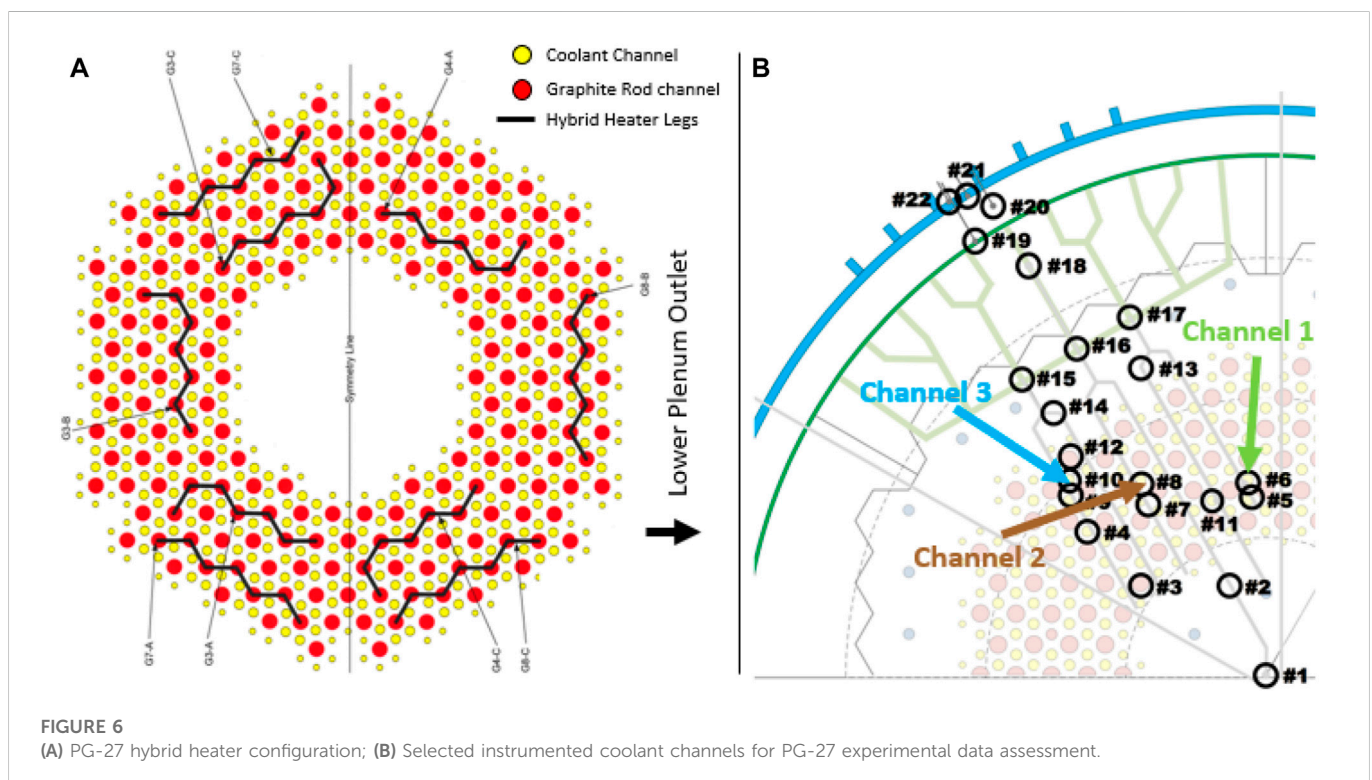 A
G3-C
G7-C
G4-A
Coolant Channel
Graphite Rod channel
Hybrid Heater Legs
G8-B
G3-B
Symmetry Line
G7-A
G3-A
G4-C
G8-C
Lower Plenum Outlet
B
#21
#22
#20
#19
#18
#17
Channel 1
#16
#13
#15
Channel 3
#14
#12
#10
#8
#6
#9
#7
#11
#5
#4
Channel 2
#3
#2
#1
FIGURE 6
(A) PG-27 hybrid heater configuration; (B) Selected instrumented coolant channels for PG-27 experimental data assessment.